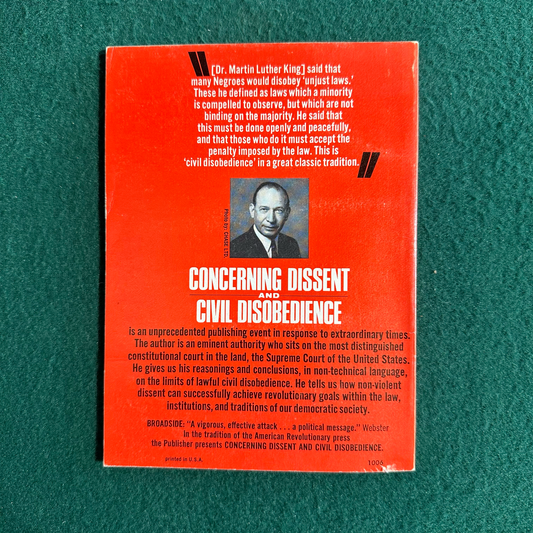 "[Dr. Martin Luther King] said that
many Negroes would disobey 'unjust laws.'
These he defined as laws which a minority
is compelled to observe, but which are not
binding on the majority. He said that
this must be done openly and peacefully,
and that those who do it must accept the
penalty imposed by the law. This is
'civil disobedience' in a great classic tradition."
Photo by CHASE LTD.
CONCERNING DISSENT
AND
CIVIL DISOBEDIENCE
is an unprecedented publishing event in response to extraordinary times.
The author is an eminent authority who sits on the most distinguished
constitutional court in the land, the Supreme Court of the United States.
He gives us his reasonings and conclusions, in non-technical language,
on the limits of lawful civil disobedience. He tells us how non-violent
dissent can successfully achieve revolutionary goals within the law,
institutions, and traditions of our democratic society.
BROADSIDE: "A vigorous, effective attack . . . a political message." Webster
in the tradition of the American Revolutionary press
the Publisher presents CONCERNING DISSENT AND CIVIL DISOBEDIENCE.
printed in U.S.A.
1006